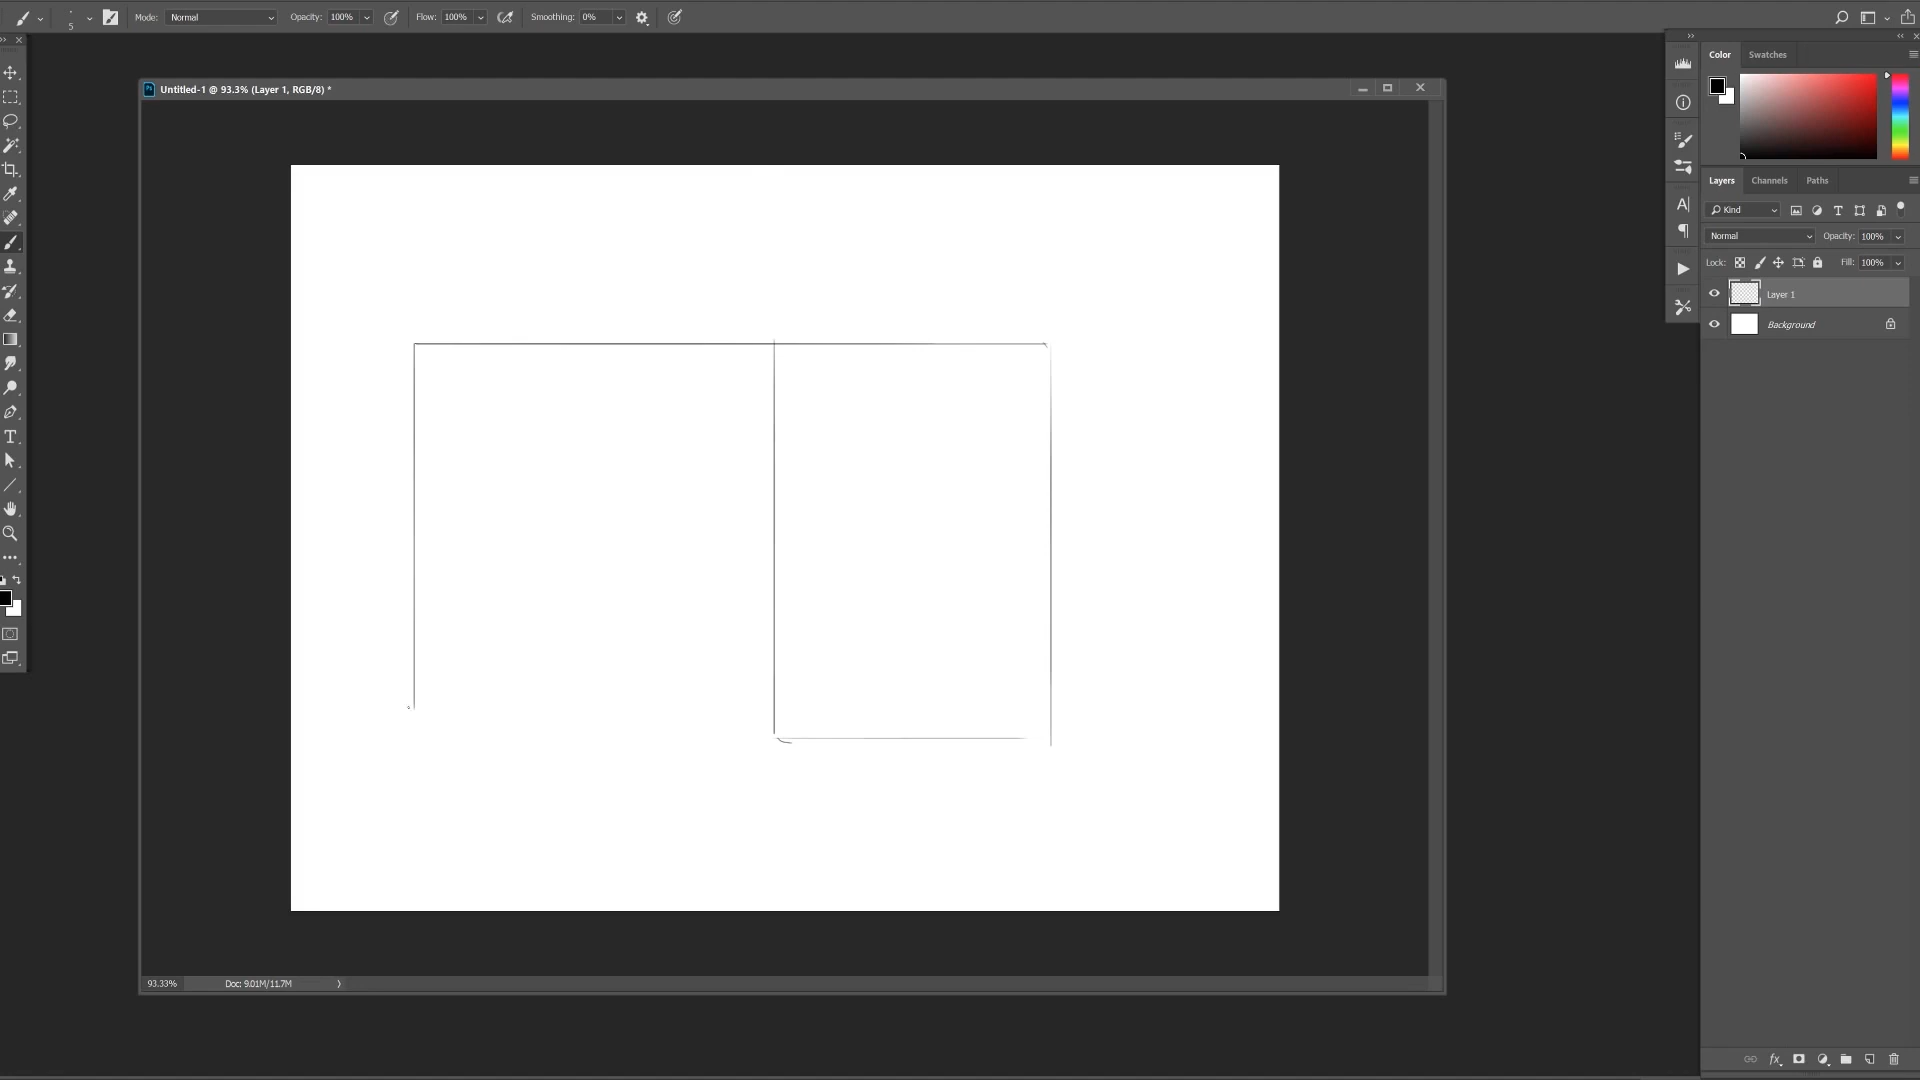 Mode: Normal Opacity: 100% Flow: 100% Smoothing: 0%
5
Untitled-1 @ 93.3% (Layer 1, RGB/8) *
Color Swatches
Layers Channels Paths
Kind
Normal Opacity: 100%
Lock: Fill: 100%
Layer 1
Background
93.33% Doc: 9.01M/11.7M